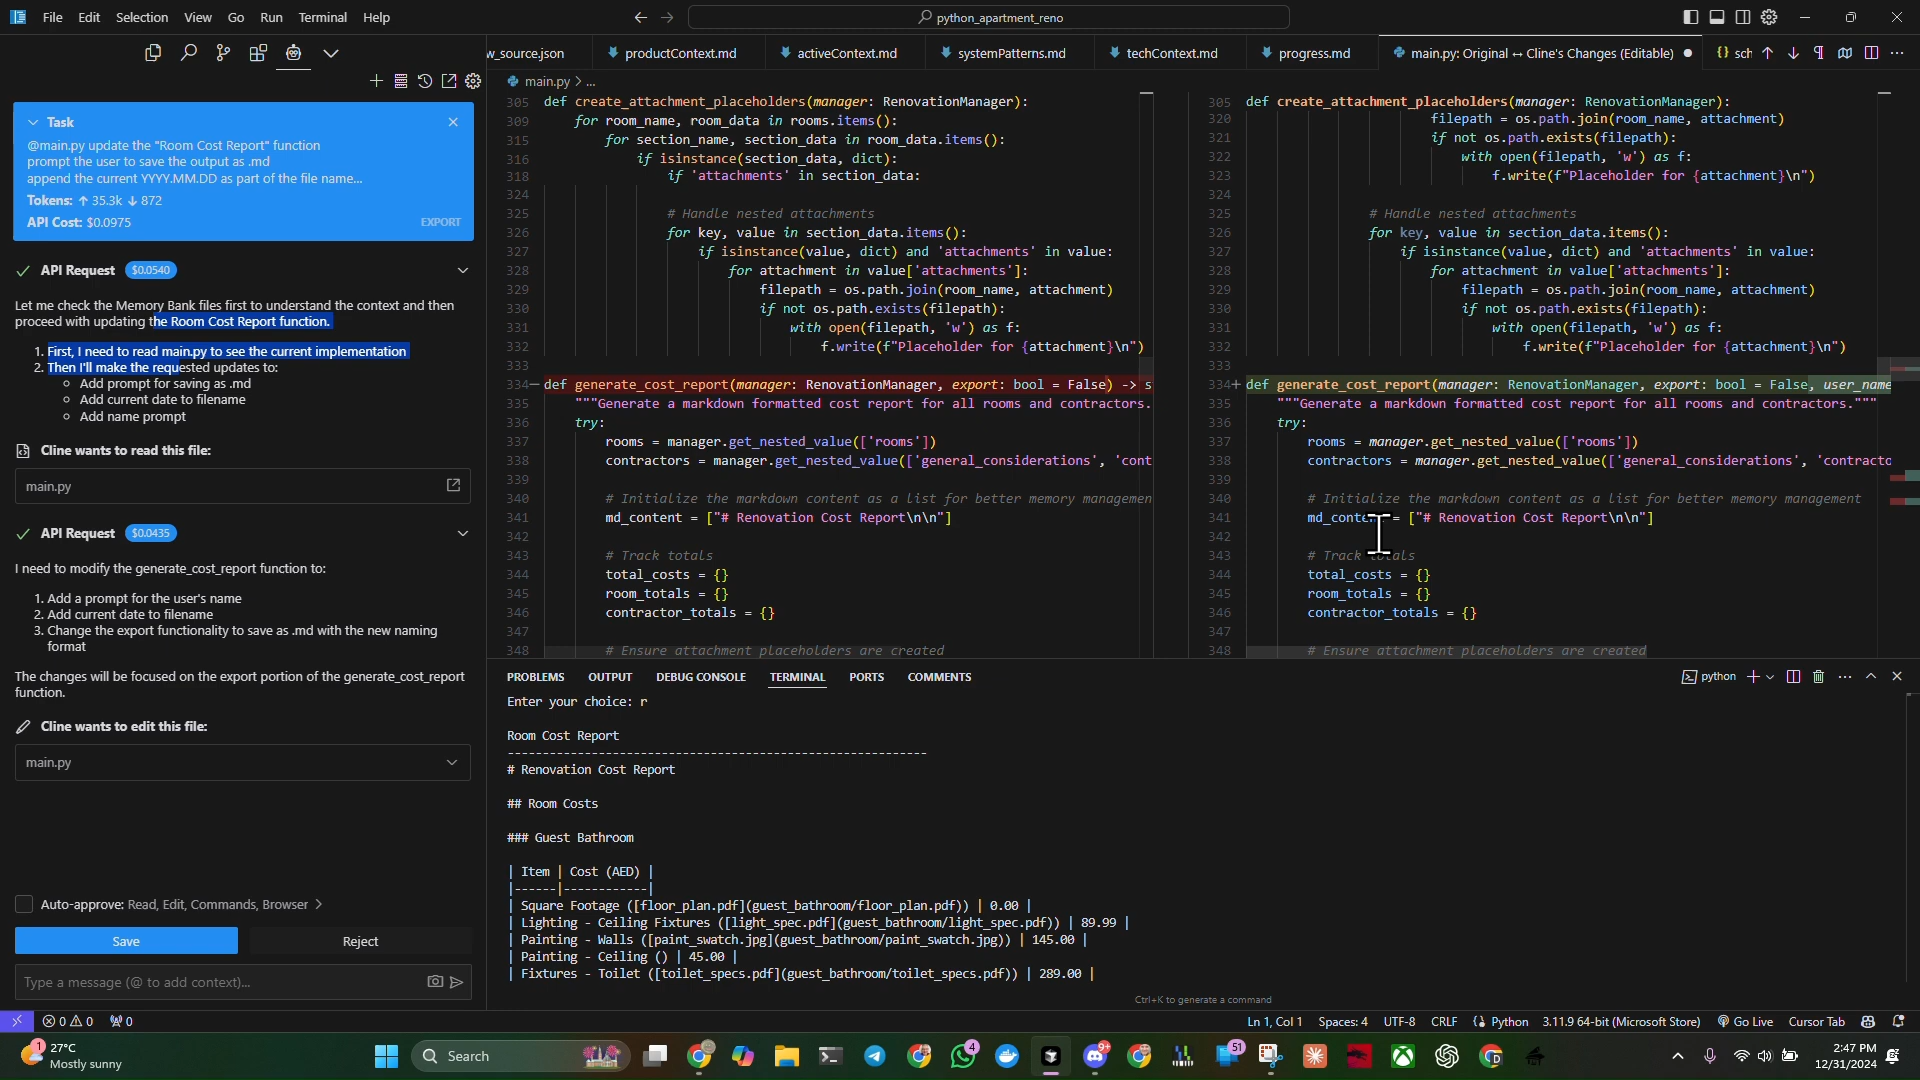 File Edit Selection View Go Run Terminal Help
python_apartment_reno
w_source.json
productContext.md
activeContext.md
systemPatterns.md
techContext.md
progress.md
main.py: Original ↔ Cline's Changes (Editable)
{} sch
main.py > ...
Task
@main.py update the "Room Cost Report" function
prompt the user to save the output as .md
append the current YYYY.MM.DD as part of the file name...
Tokens: ↑ 35.3k ↓ 872
API Cost: $0.0975
EXPORT
API Request $0.0540
Let me check the Memory Bank files first to understand the context and then
proceed with updating the Room Cost Report function.
1. First, I need to read main.py to see the current implementation
2. Then I'll make the requested updates to:
Add prompt for saving as .md
Add current date to filename
Add name prompt
Cline wants to read this file:
main.py
API Request $0.0435
I need to modify the generate_cost_report function to:
1. Add a prompt for the user's name
2. Add current date to filename
3. Change the export functionality to save as .md with the new naming
format
The changes will be focused on the export portion of the generate_cost_report
function.
Cline wants to edit this file:
main.py
Auto-approve: Read, Edit, Commands, Browser >
Save
Reject
Type a message (@ to add context)...
305 def create_attachment_placeholders(manager: RenovationManager):
309 for room_name, room_data in rooms.items():
315 for section_name, section_data in room_data.items():
316 if isinstance(section_data, dict):
318 if 'attachments' in section_data:
324
325 # Handle nested attachments
326 for key, value in section_data.items():
327 if isinstance(value, dict) and 'attachments' in value:
328 for attachment in value['attachments']:
329 filepath = os.path.join(room_name, attachment)
330 if not os.path.exists(filepath):
331 with open(filepath, 'w') as f:
332 f.write(f"Placeholder for {attachment}\n")
333
334- def generate_cost_report(manager: RenovationManager, export: bool = False) -> s
335 """Generate a markdown formatted cost report for all rooms and contractors.
336 try:
337 rooms = manager.get_nested_value(['rooms'])
338 contractors = manager.get_nested_value(['general_considerations', 'cont
339
340 # Initialize the markdown content as a list for better memory managemen
341 md_content = ["# Renovation Cost Report\n\n"]
342
343 # Track totals
344 total_costs = {}
345 room_totals = {}
346 contractor_totals = {}
347
348 # Ensure attachment placeholders are created
305 def create_attachment_placeholders(manager: RenovationManager):
320 filepath = os.path.join(room_name, attachment)
321 if not os.path.exists(filepath):
322 with open(filepath, 'w') as f:
323 f.write(f"Placeholder for {attachment}\n")
324
325 # Handle nested attachments
326 for key, value in section_data.items():
327 if isinstance(value, dict) and 'attachments' in value:
328 for attachment in value['attachments']:
329 filepath = os.path.join(room_name, attachment)
330 if not os.path.exists(filepath):
331 with open(filepath, 'w') as f:
332 f.write(f"Placeholder for {attachment}\n")
333
334+ def generate_cost_report(manager: RenovationManager, export: bool = False, user_name
335 """Generate a markdown formatted cost report for all rooms and contractors."""
336 try:
337 rooms = manager.get_nested_value(['rooms'])
338 contractors = manager.get_nested_value(['general_considerations', 'contracto
339
340 # Initialize the markdown content as a list for better memory management
341 md_content = ["# Renovation Cost Report\n\n"]
342
343 # Track totals
344 total_costs = {}
345 room_totals = {}
346 contractor_totals = {}
347
348 # Ensure attachment placeholders are created
PROBLEMS OUTPUT DEBUG CONSOLE TERMINAL PORTS COMMENTS
python
Enter your choice: r
Room Cost Report
------------------------------------------------------------
# Renovation Cost Report
## Room Costs
### Guest Bathroom
| Item | Cost (AED) |
|------|------------|
| Square Footage ([floor_plan.pdf](guest_bathroom/floor_plan.pdf)) | 0.00 |
| Lighting - Ceiling Fixtures ([light_spec.pdf](guest_bathroom/light_spec.pdf)) | 89.99 |
| Painting - Walls ([paint_swatch.jpg](guest_bathroom/paint_swatch.jpg)) | 145.00 |
| Painting - Ceiling () | 45.00 |
| Fixtures - Toilet ([toilet_specs.pdf](guest_bathroom/toilet_specs.pdf)) | 289.00 |
Ctrl+K to generate a command
0 0 0
Ln 1, Col 1 Spaces: 4 UTF-8 CRLF Python 3.11.9 64-bit (Microsoft Store) Go Live Cursor Tab
1
27°C
Mostly sunny
Search
4
9+
51
2:47 PM
12/31/2024